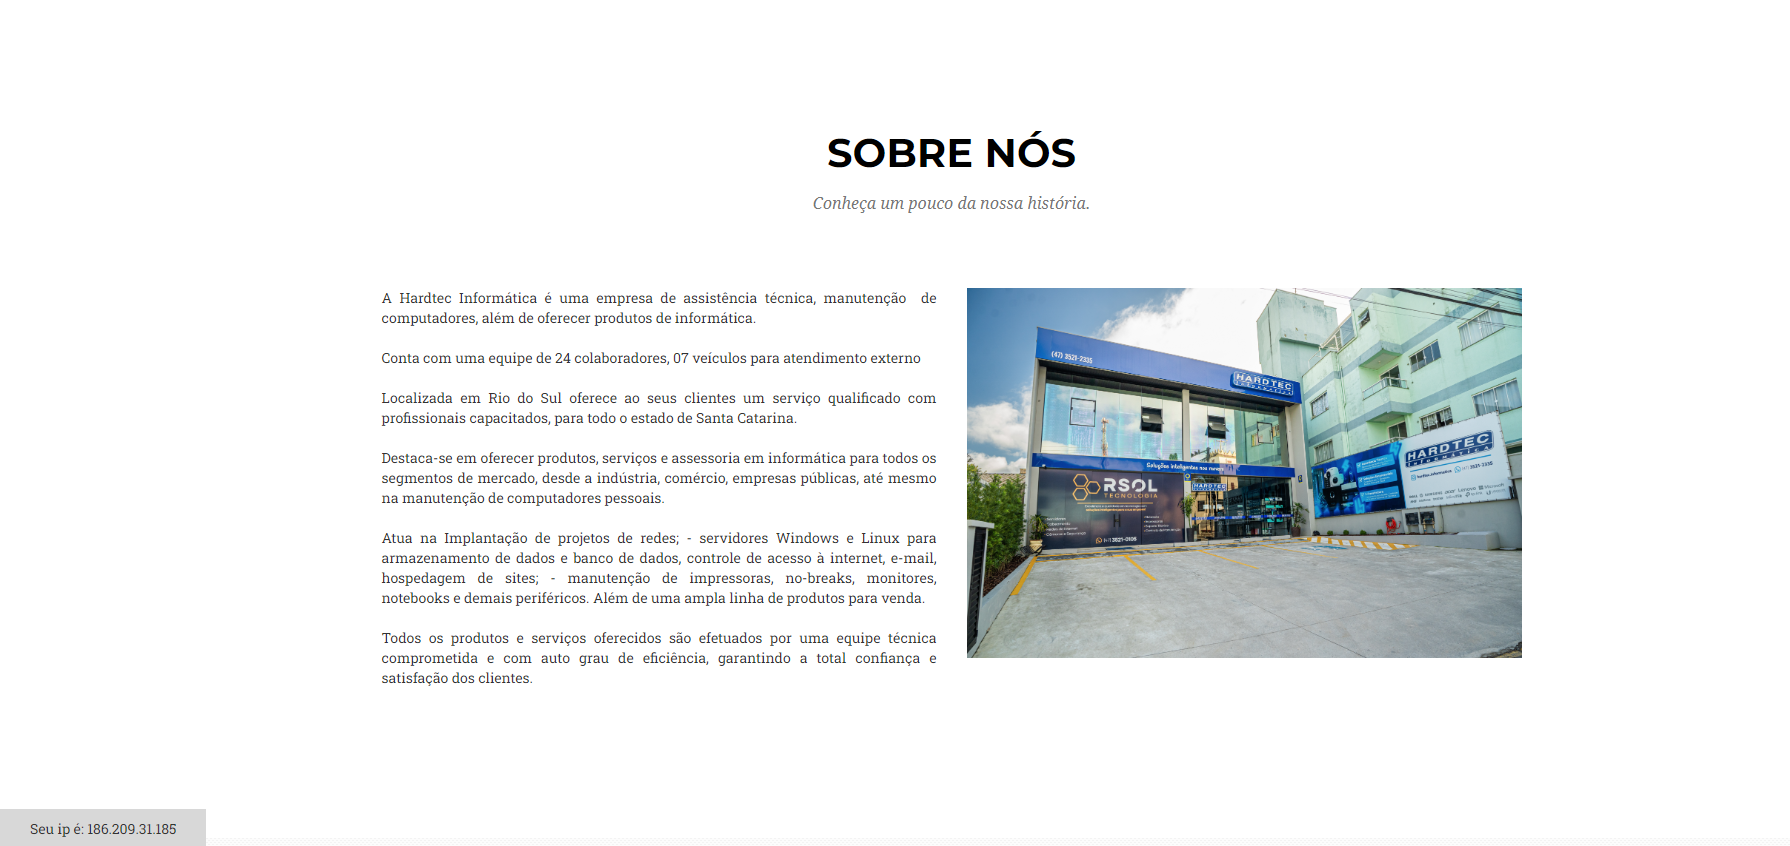 SOBRE NÓS
Conheça um pouco da nossa história.
A Hardtec Informática é uma empresa de assistência técnica, manutenção de
computadores, além de oferecer produtos de informática.
Conta com uma equipe de 24 colaboradores, 07 veículos para atendimento externo
Localizada em Rio do Sul oferece ao seus clientes um serviço qualificado com
profissionais capacitados, para todo o estado de Santa Catarina.
Destaca-se em oferecer produtos, serviços e assessoria em informática para todos os
segmentos de mercado, desde a indústria, comércio, empresas públicas, até mesmo
na manutenção de computadores pessoais.
Atua na Implantação de projetos de redes; - servidores Windows e Linux para
armazenamento de dados e banco de dados, controle de acesso à internet, e-mail,
hospedagem de sites; - manutenção de impressoras, no-breaks, monitores,
notebooks e demais periféricos. Além de uma ampla linha de produtos para venda.
Todos os produtos e serviços oferecidos são efetuados por uma equipe técnica
comprometida e com auto grau de eficiência, garantindo a total confiança e
satisfação dos clientes.
(47) 3521-2335
HARDTEC
Informática
Soluções inteligentes nos movem
RSOL
TECNOLOGIA
HARDTEC
HARDTEC
Informática
Seu ip é: 186.209.31.185